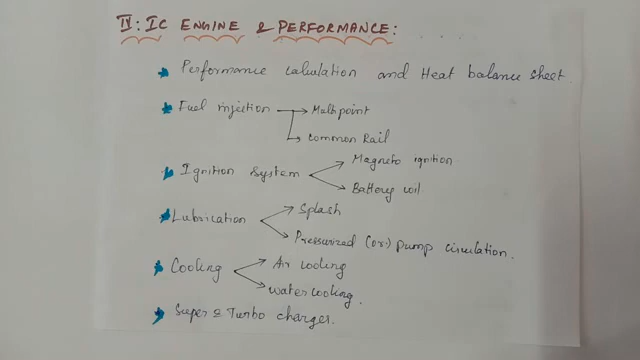 IV: IC ENGINE & PERFORMANCE:
Performance calculation and Heat balance sheet.
Fuel injection → Multipoint
→ Common Rail
Ignition System → Magneto ignition
→ Battery coil
Lubrication → Splash
→ Pressurized (or) pump circulation.
Cooling → Air cooling
→ water cooling.
Super & Turbo charger.